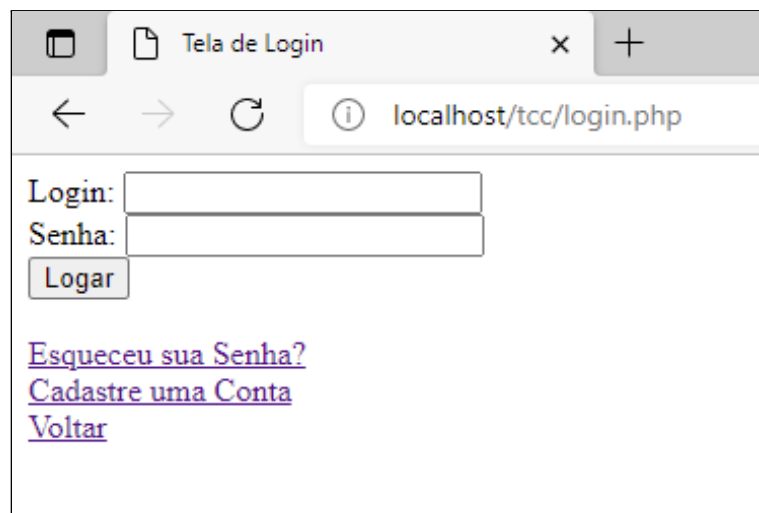 Tela de Login
localhost/tcc/login.php
Login:
Senha:
Logar
Esqueceu sua Senha?
Cadastre uma Conta
Voltar